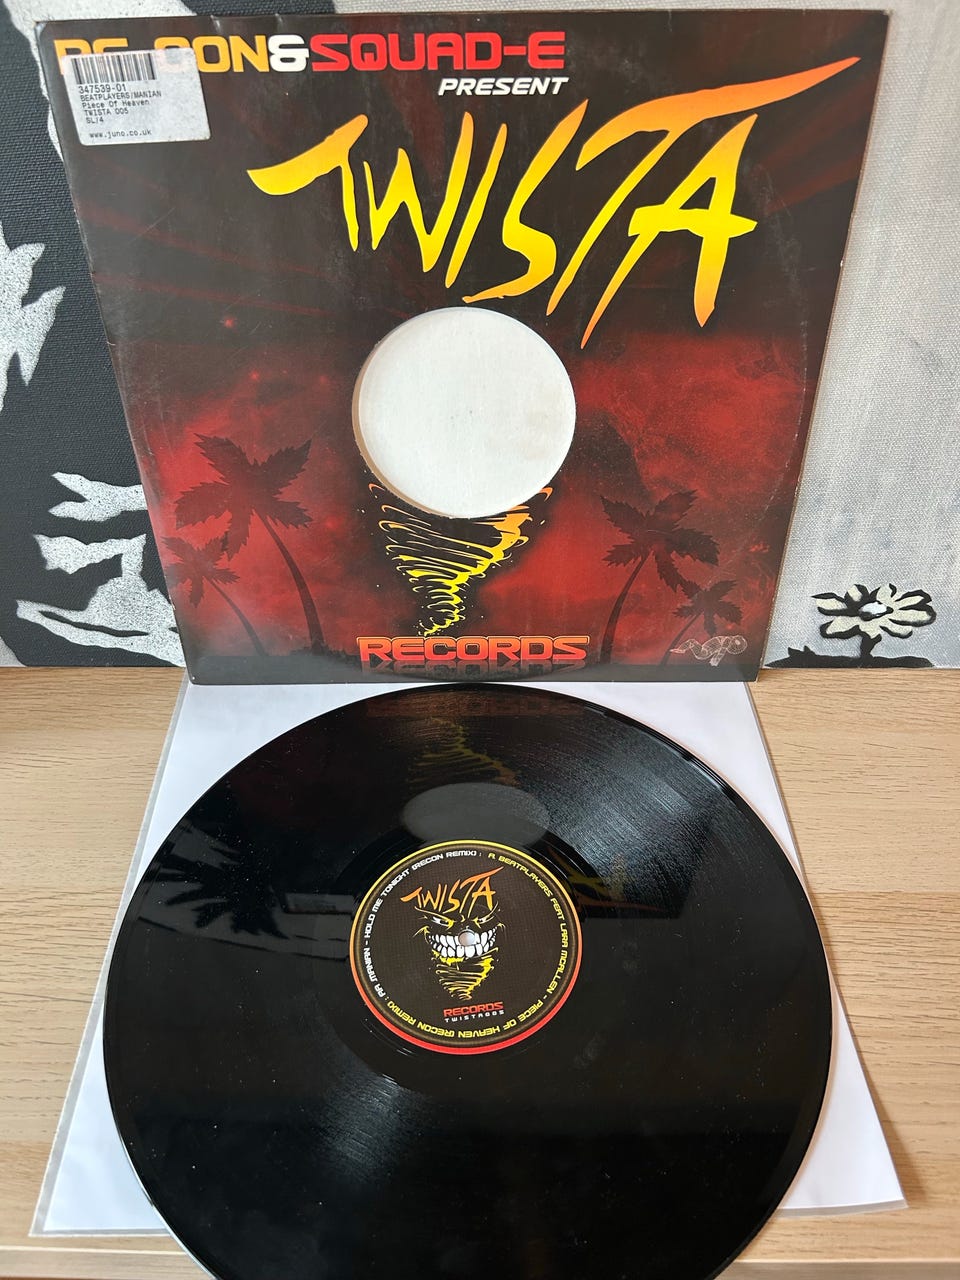 RE-CON&SQUAD-E
PRESENT
TWISTA
RECORDS
347539-01
BEATPLAYERS/MANIAN
Piece Of Heaven
TWISTA 005
SL/4
www.juno.co.uk
A. BEATPLAYERS FEAT LARA MCALLEN - PIECE OF HEAVEN (RECON REMIX) :
AA MANIAN - HOLD ME TONIGHT (RECON REMIX) :
TWISTA
RECORDS
TWISTA005